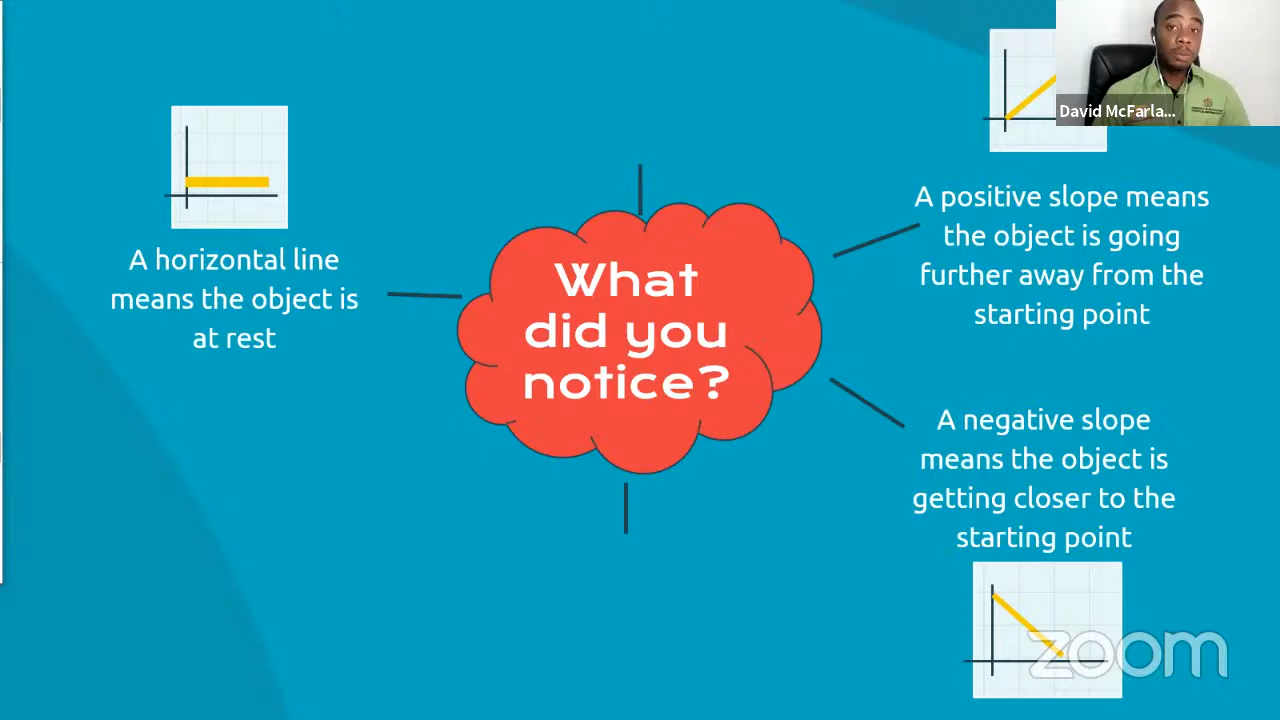 David McFarla...
A horizontal line
means the object is
at rest
What
did you
notice?
A positive slope means
the object is going
further away from the
starting point
A negative slope
means the object is
getting closer to the
starting point
zoom